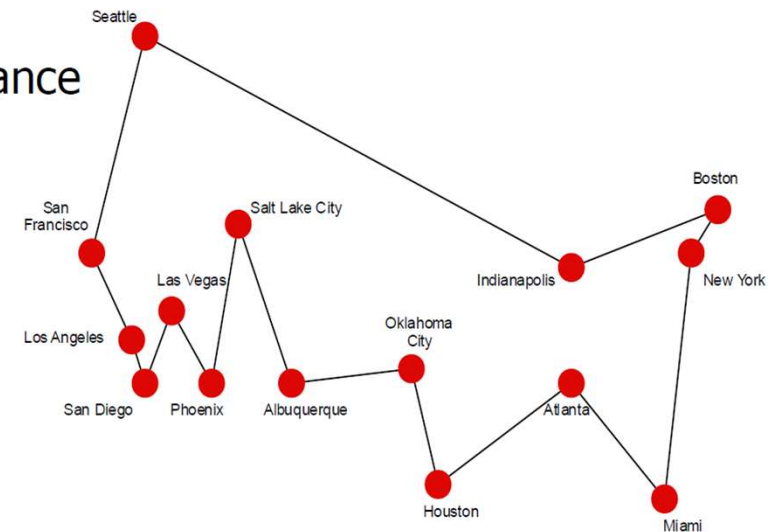 Seattle
ance
Boston
San
Francisco
Salt Lake City
Las Vegas
Indianapolis
New York
Los Angeles
Oklahoma
City
San Diego
Phoenix
Albuquerque
Atlanta
Houston
Miami